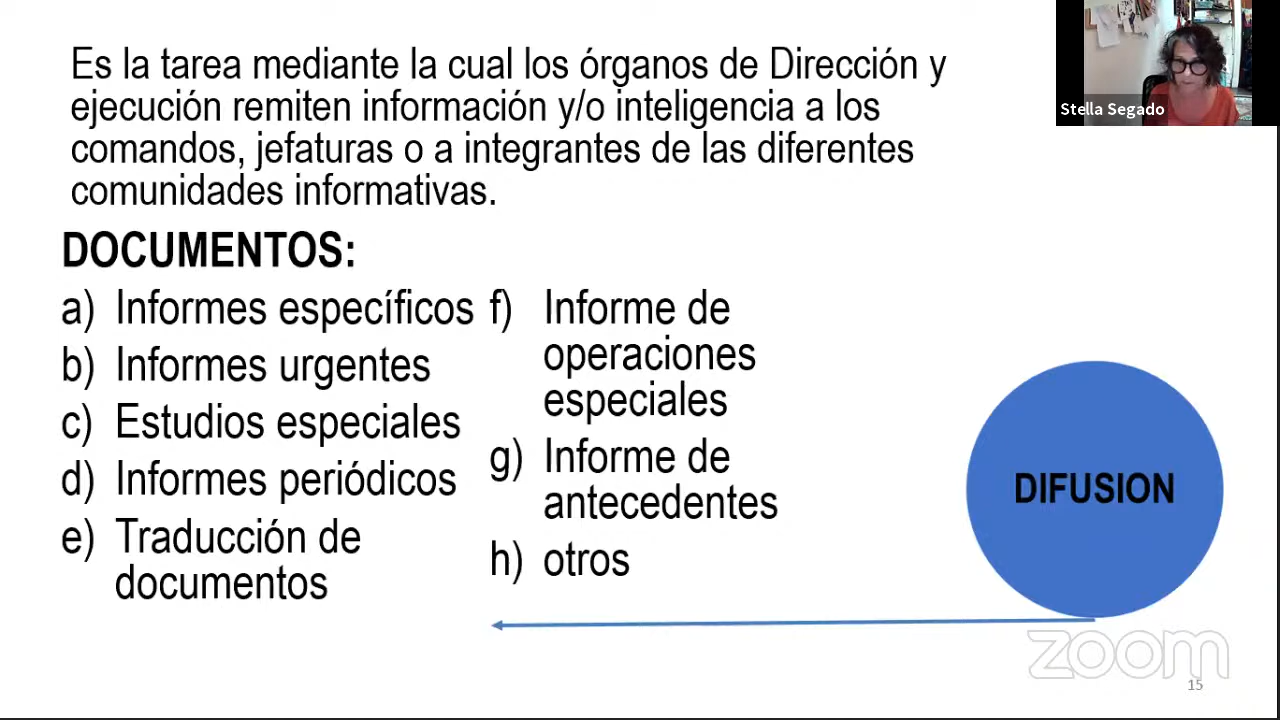 Es la tarea mediante la cual los órganos de Dirección y
ejecución remiten información y/o inteligencia a los
comandos, jefaturas o a integrantes de las diferentes
comunidades informativas.
DOCUMENTOS:
a) Informes específicos
b) Informes urgentes
c) Estudios especiales
d) Informes periódicos
e) Traducción de
documentos
f) Informe de
operaciones
especiales
g) Informe de
antecedentes
h) otros
DIFUSION
Stella Segado
zoom
15